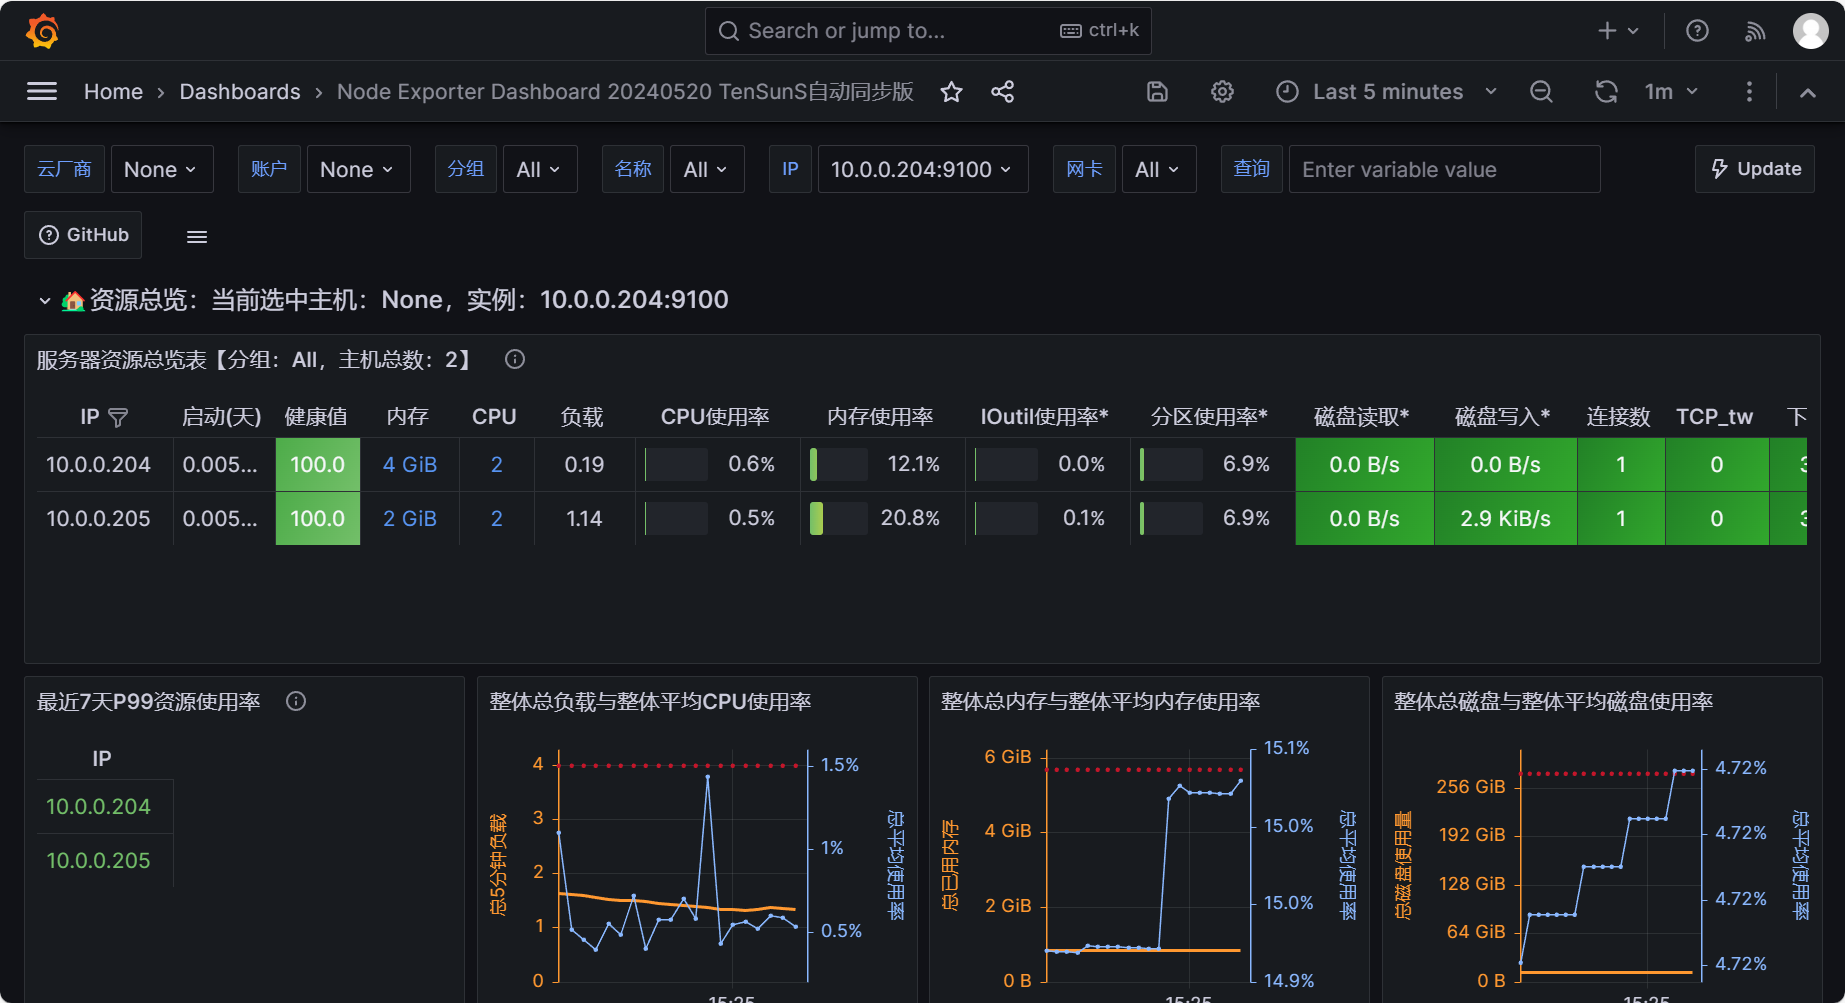 Search or jump to... ctrl+k
Home › Dashboards › Node Exporter Dashboard 20240520 TenSunS自动同步版
Last 5 minutes 1m
云厂商 None 账户 None 分组 All 名称 All IP 10.0.0.204:9100 网卡 All 查询 Enter variable value Update
GitHub
资源总览：当前选中主机：None，实例：10.0.0.204:9100
服务器资源总览表【分组：All，主机总数：2】
IP 启动(天) 健康值 内存 CPU 负载 CPU使用率 内存使用率 IOutil使用率* 分区使用率* 磁盘读取* 磁盘写入* 连接数 TCP_tw 下
10.0.0.204 0.005... 100.0 4 GiB 2 0.19 0.6% 12.1% 0.0% 6.9% 0.0 B/s 0.0 B/s 1 0
10.0.0.205 0.005... 100.0 2 GiB 2 1.14 0.5% 20.8% 0.1% 6.9% 0.0 B/s 2.9 KiB/s 1 0
最近7天P99资源使用率
IP
10.0.0.204
10.0.0.205
整体总负载与整体平均CPU使用率
总5分钟负载
4
3
2
1
0
1.5%
1%
0.5%
总平均使用率
15:25
整体总内存与整体平均内存使用率
总已用内存
6 GiB
4 GiB
2 GiB
0 B
15.1%
15.0%
15.0%
14.9%
总平均使用率
15:25
整体总磁盘与整体平均磁盘使用率
总磁盘使用量
256 GiB
192 GiB
128 GiB
64 GiB
0 B
4.72%
4.72%
4.72%
4.72%
总平均使用率
15:25